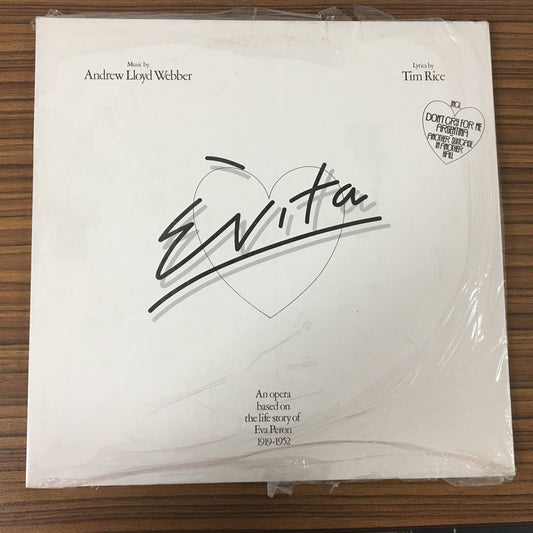 Music by
Andrew Lloyd Webber
Lyrics by
Tim Rice
INCL.
DON'T CRY FOR ME
ARGENTINA
ANOTHER SUITCASE
IN ANOTHER
HALL
Evita
An opera
based on
the life story of
Eva Peron
1919-1952